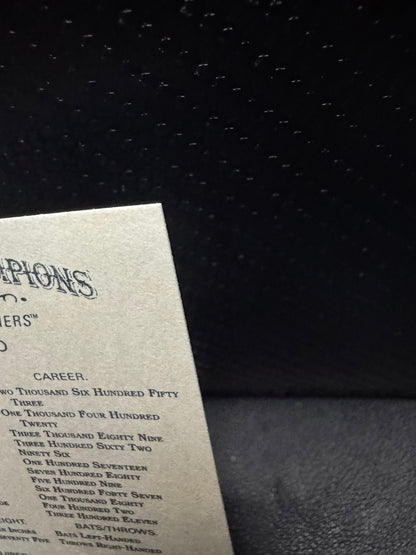 PIONS
ERS™
CAREER.
Thousand Six Hundred Fifty
Three
One Thousand Four Hundred
Twenty
Three Thousand Eighty Nine
Three Hundred Sixty Two
Ninety Six
One Hundred Seventeen
Seven Hundred Eighty
Five Hundred Nine
Six Hundred Forty Seven
One Thousand Eighty
Four Hundred Two
Three Hundred Eleven
BATS/THROWS.
Inches Bats Left-Handed
Five Throws Right-Handed